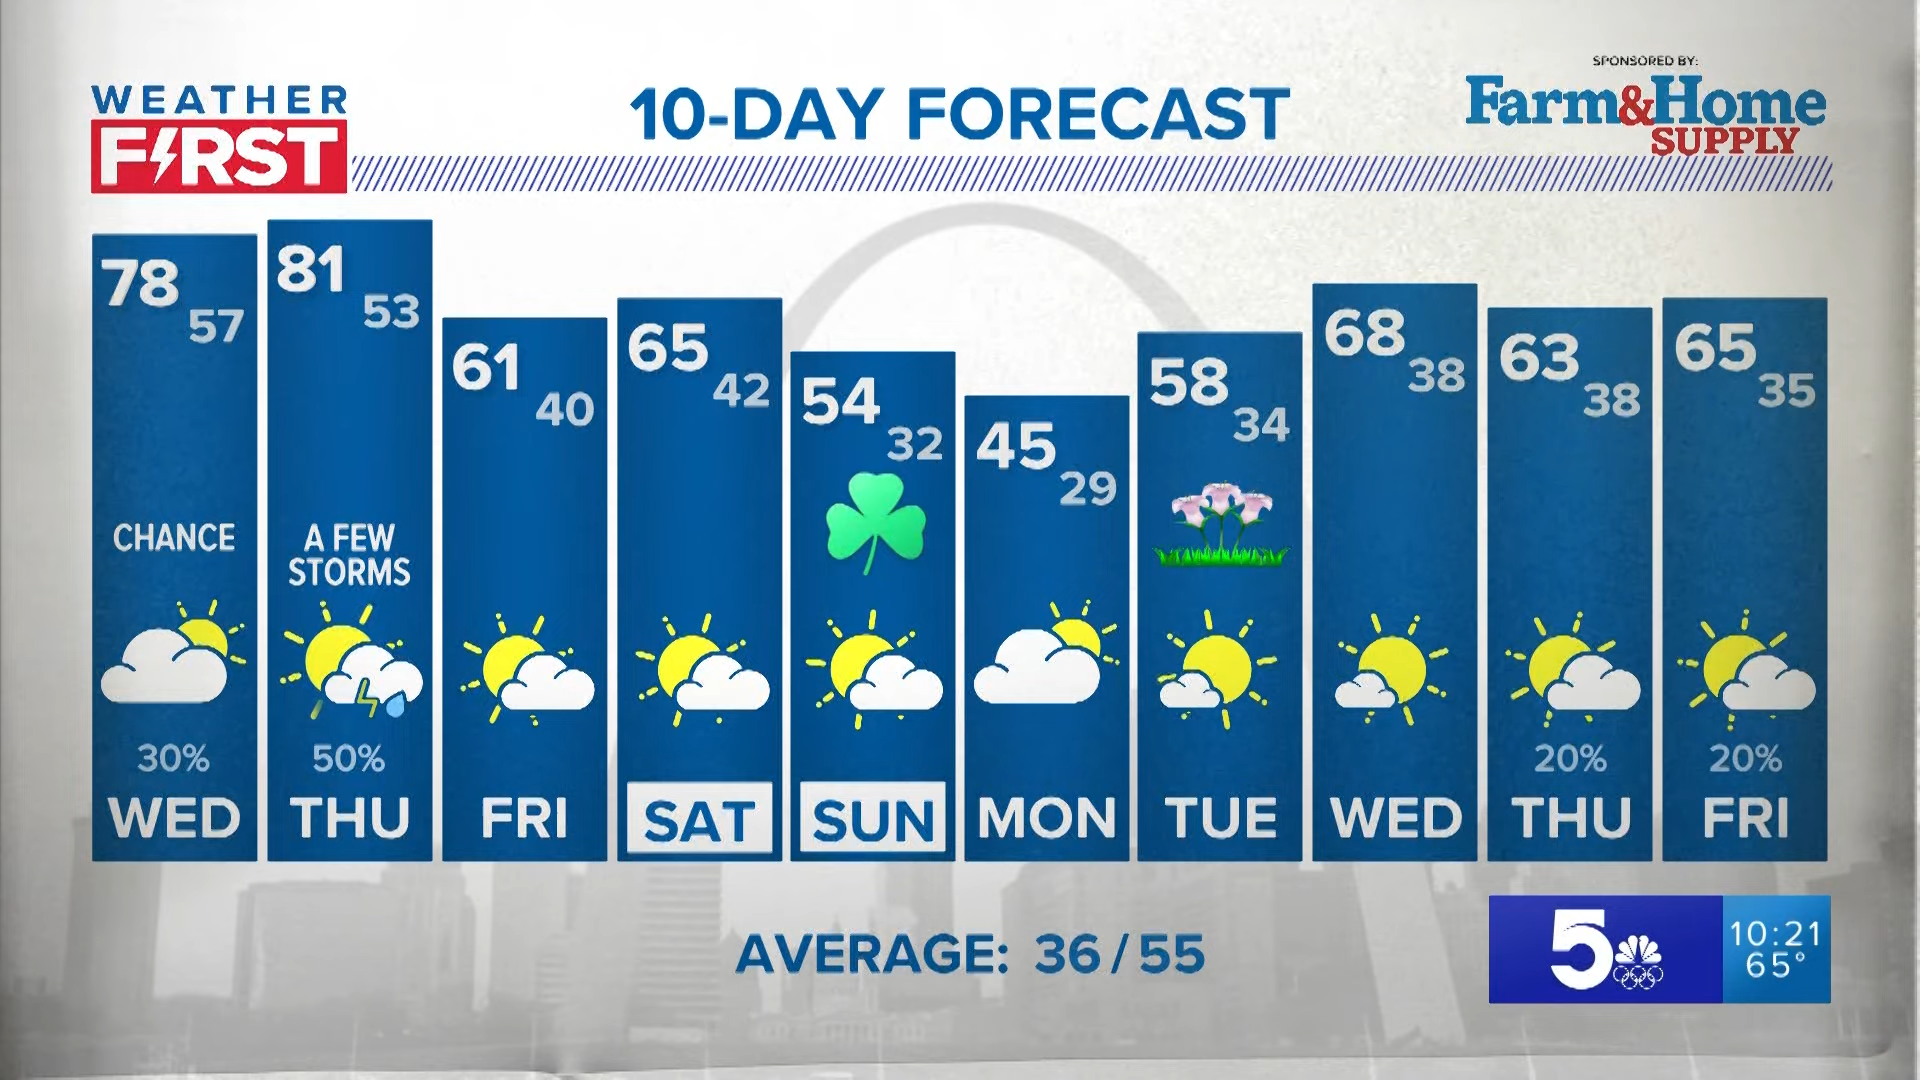 WEATHER
FIRST
10-DAY FORECAST
SPONSORED BY:
Farm&Home
SUPPLY
78
57
CHANCE
30%
WED
81
53
A FEW
STORMS
50%
THU
61
40
FRI
65
42
SAT
54
32
SUN
45
29
MON
58
34
TUE
68
38
WED
63
38
20%
THU
65
35
20%
FRI
AVERAGE: 36/55
5
10:21
65°